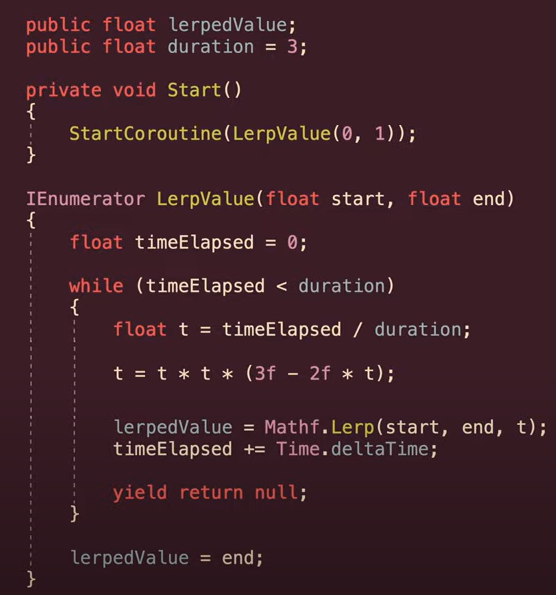 public float lerpedValue;
public float duration = 3;
private void Start()
{
StartCoroutine(LerpValue(0, 1));
}
IEnumerator LerpValue(float start, float end)
{
float timeElapsed = 0;
while (timeElapsed < duration)
{
float t = timeElapsed / duration;
t = t * t * (3f - 2f * t);
lerpedValue = Mathf.Lerp(start, end, t);
timeElapsed += Time.deltaTime;
yield return null;
}
lerpedValue = end;
}